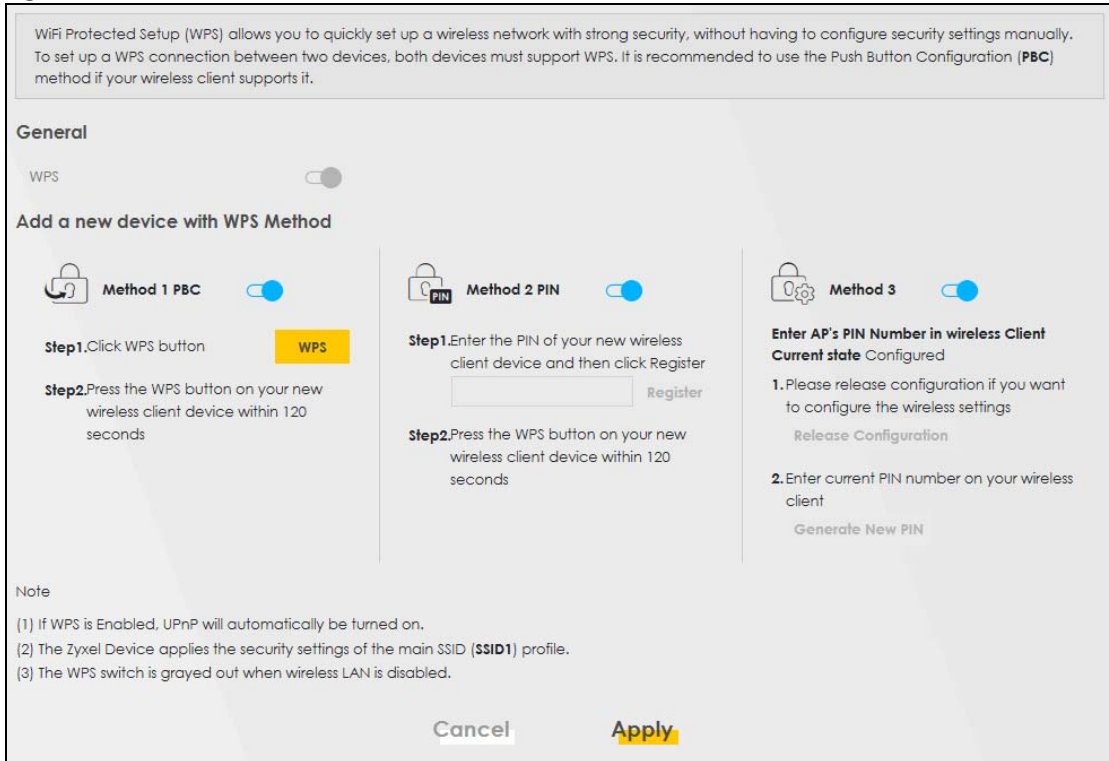 WiFi Protected Setup (WPS) allows you to quickly set up a wireless network with strong security, without having to configure security settings manually.
To set up a WPS connection between two devices, both devices must support WPS. It is recommended to use the Push Button Configuration (PBC)
method if your wireless client supports it.
General
WPS
Add a new device with WPS Method
Method 1 PBC
Step1.Click WPS button
WPS
Step2.Press the WPS button on your new
wireless client device within 120
seconds
PIN
Method 2 PIN
Step1.Enter the PIN of your new wireless
client device and then click Register
Register
Step2.Press the WPS button on your new
wireless client device within 120
seconds
Method 3
Enter AP's PIN Number in wireless Client
Current state Configured
1.Please release configuration if you want
to configure the wireless settings
Release Configuration
2.Enter current PIN number on your wireless
client
Generate New PIN
Note
(1) If WPS is Enabled, UPnP will automatically be turned on.
(2) The Zyxel Device applies the security settings of the main SSID (SSID1) profile.
(3) The WPS switch is grayed out when wireless LAN is disabled.
Cancel
Apply